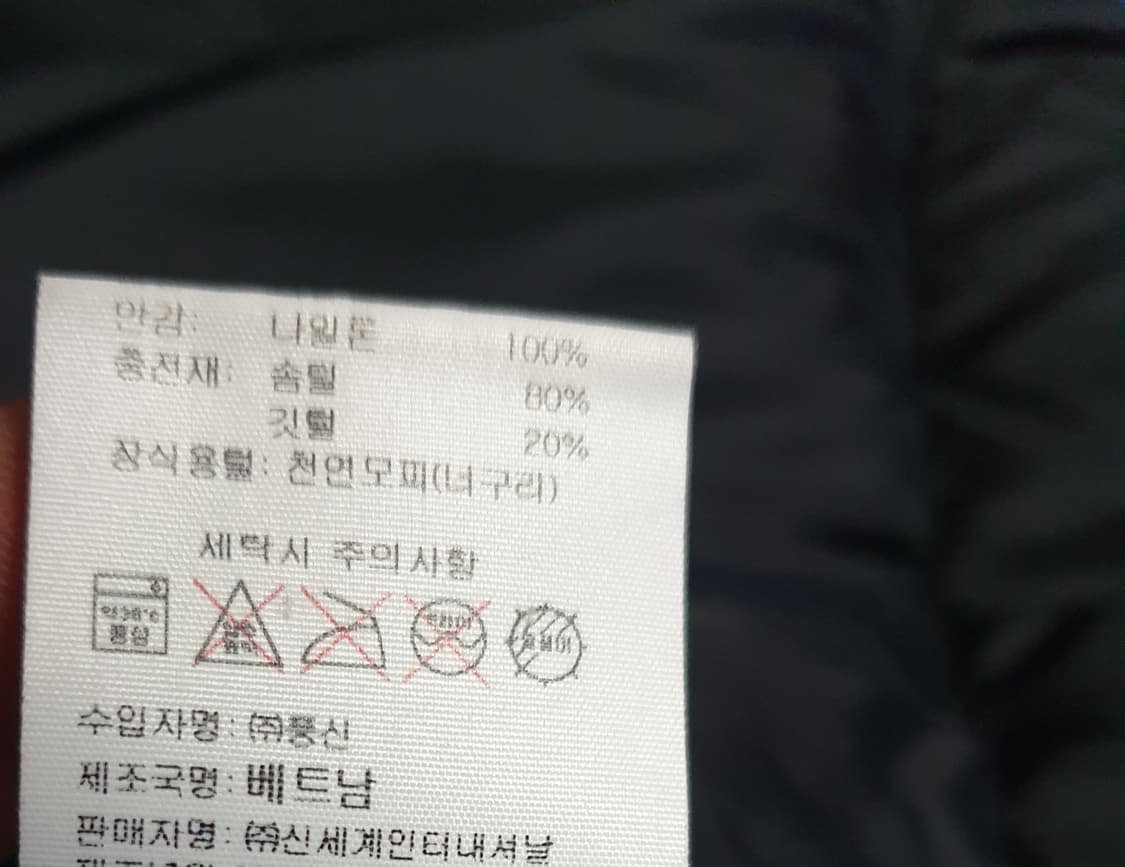 안감: 나일론 100%
충전재: 솜털 80%
깃털 20%
장식용털: 천연모피(너구리)
세탁시 주의사항
약30℃
중성
수입자명: ㈜풍신
제조국명: 베트남
판매자명: ㈜신세계인터내셔날